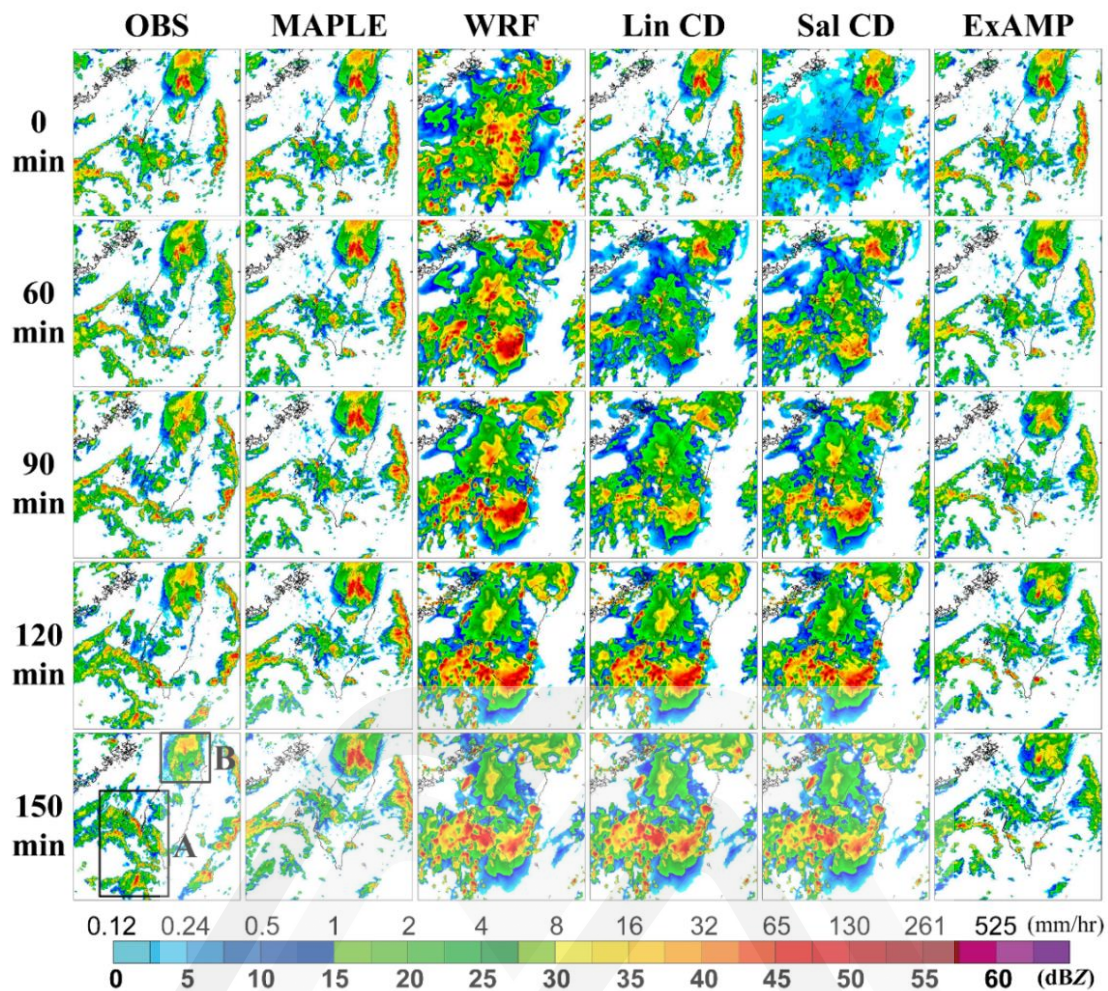 OBS MAPLE WRF Lin CD Sal CD ExAMP
0
min
60
min
90
min
120
min
150
min
B
A
0.12 0.24 0.5 1 2 4 8 16 32 65 130 261 525 (mm/hr)
0 5 10 15 20 25 30 35 40 45 50 55 60 (dBZ)